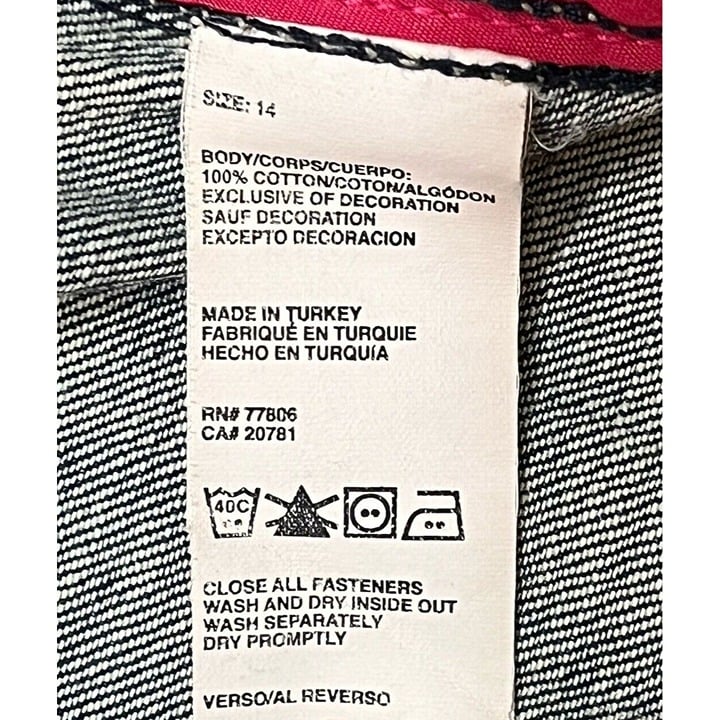 SIZE: 14
BODY/CORPS/CUERPO:
100% COTTON/COTON/ALGÓDON
EXCLUSIVE OF DECORATION
SAUF DECORATION
EXCEPTO DECORACION
MADE IN TURKEY
FABRIQUÉ EN TURQUIE
HECHO EN TURQUÍA
RN# 77806
CA# 20781
40C
CLOSE ALL FASTENERS
WASH AND DRY INSIDE OUT
WASH SEPARATELY
DRY PROMPTLY
VERSO/AL REVERSO